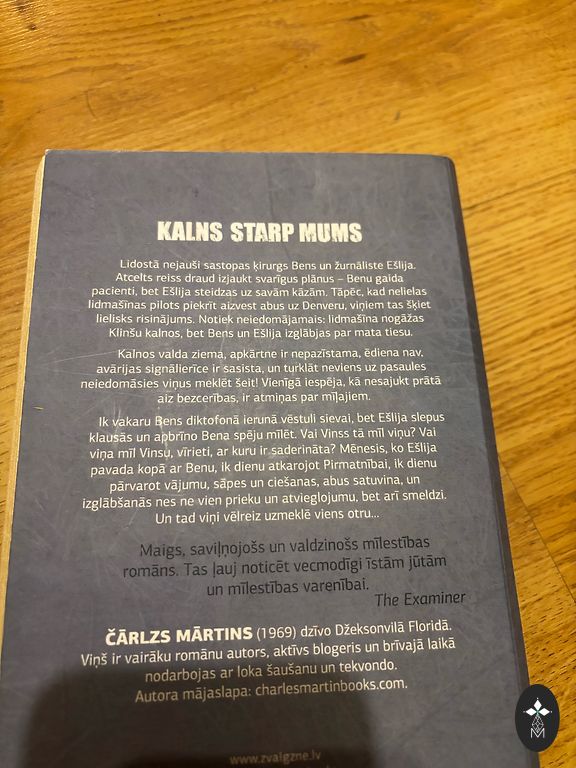 KALNS STARP MUMS
Lidostā nejauši sastopas ķirurgs Bens un žurnāliste Ešlija.
Atcelts reiss draud izjaukt svarīgus plānus – Benu gaida
pacienti, bet Ešlija steidzas uz savām kāzām. Tāpēc, kad nelielas
lidmašīnas pilots piekrīt aizvest abus uz Denveru, viņiem tas šķiet
lielisks risinājums. Notiek neiedomājamais: lidmašīna nogāžas
Klinšu kalnos, bet Bens un Ešlija izglābjas par mata tiesu.
Kalnos valda ziema, apkārtne ir nepazīstama, ēdiena nav,
avārijas signālierīce ir sasista, un turklāt neviens uz pasaules
neiedomāsies viņus meklēt šeit! Vienīgā iespēja, kā nesajukt prātā
aiz bezcerības, ir atmiņas par mīļajiem.
Ik vakaru Bens diktofonā ierunā vēstuli sievai, bet Ešlija slepus
klausās un apbrīno Bena spēju mīlēt. Vai Vinss tā mīl viņu? Vai
viņa mīl Vinsu, vīrieti, ar kuru ir saderināta? Mēnesis, ko Ešlija
pavada kopā ar Benu, ik dienu atkarojot Pirmatnībai, ik dienu
pārvarot vājumu, sāpes un ciešanas, abus satuvina, un
izglābšanās nes ne vien prieku un atvieglojumu, bet arī smeldzi.
Un tad viņi vēlreiz uzmeklē viens otru...
Maigs, saviļņojošs un valdzinošs mīlestības
romāns. Tas ļauj noticēt vecmodīgi īstām jūtām
un mīlestības varenībai.
The Examiner
ČĀRLZS MĀRTINS (1969) dzīvo Džeksonvilā Floridā.
Viņš ir vairāku romānu autors, aktīvs blogeris un brīvajā laikā
nodarbojas ar loka šaušanu un tekvondo.
Autora mājaslapa: charlesmartinbooks.com.
www.zvaigzne.lv
M